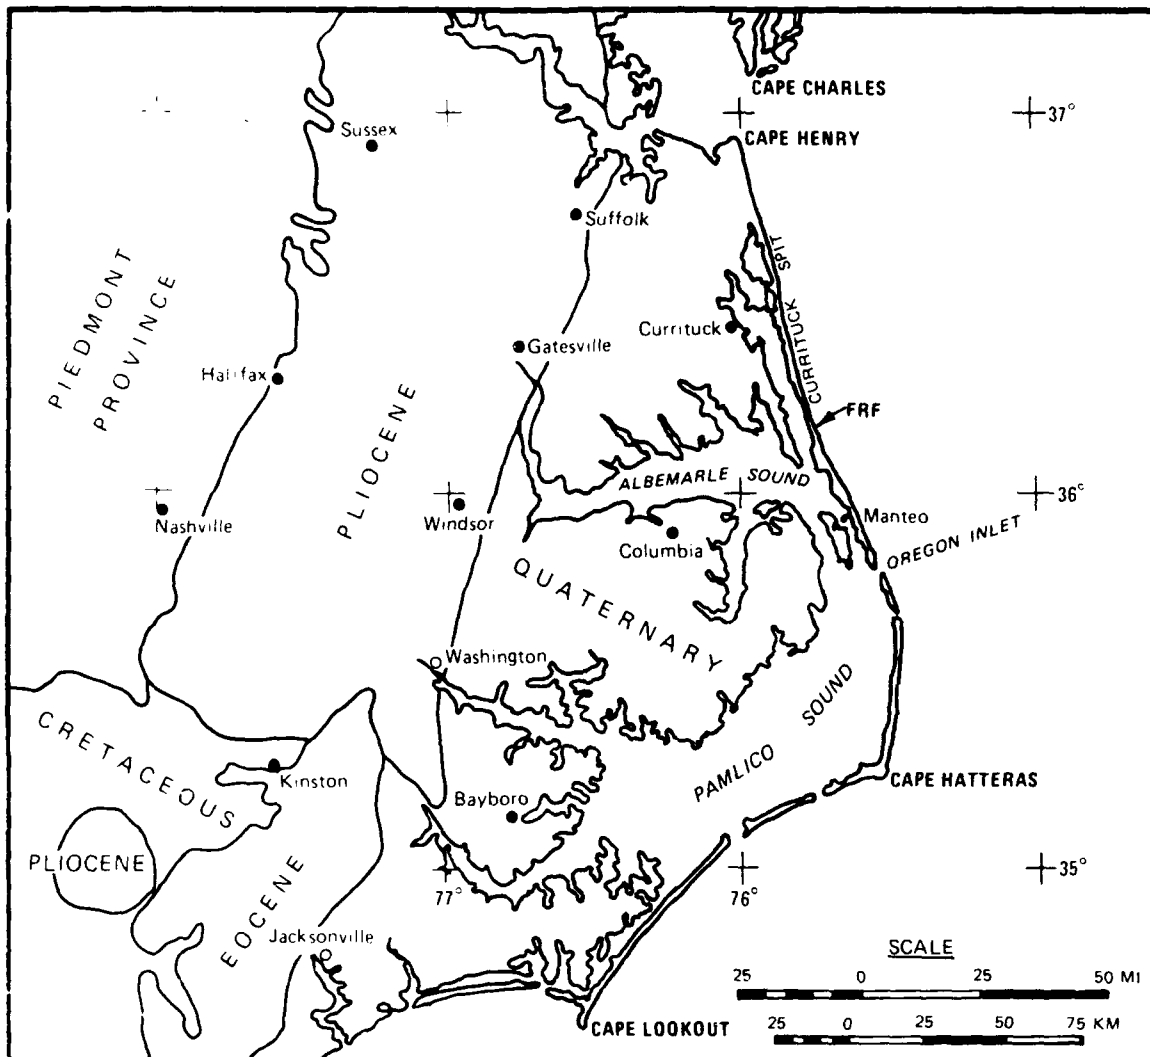 CAPE CHARLES
37°
CAPE HENRY
Sussex
Suffolk
PIEDMONT
PROVINCE
CURRITUCK SPIT
Currituck
Gatesville
Halifax
FRF
PLIOCENE
ALBEMARLE SOUND
36°
Nashville
Windsor
Manteo
Columbia
OREGON INLET
QUATERNARY
Washington
PAMLICO SOUND
CRETACEOUS
Kinston
CAPE HATTERAS
Bayboro
PLIOCENE
77°
76°
35°
EOCENE
Jacksonville
SCALE
25 0 25 50 MI
25 0 25 50 75 KM
CAPE LOOKOUT